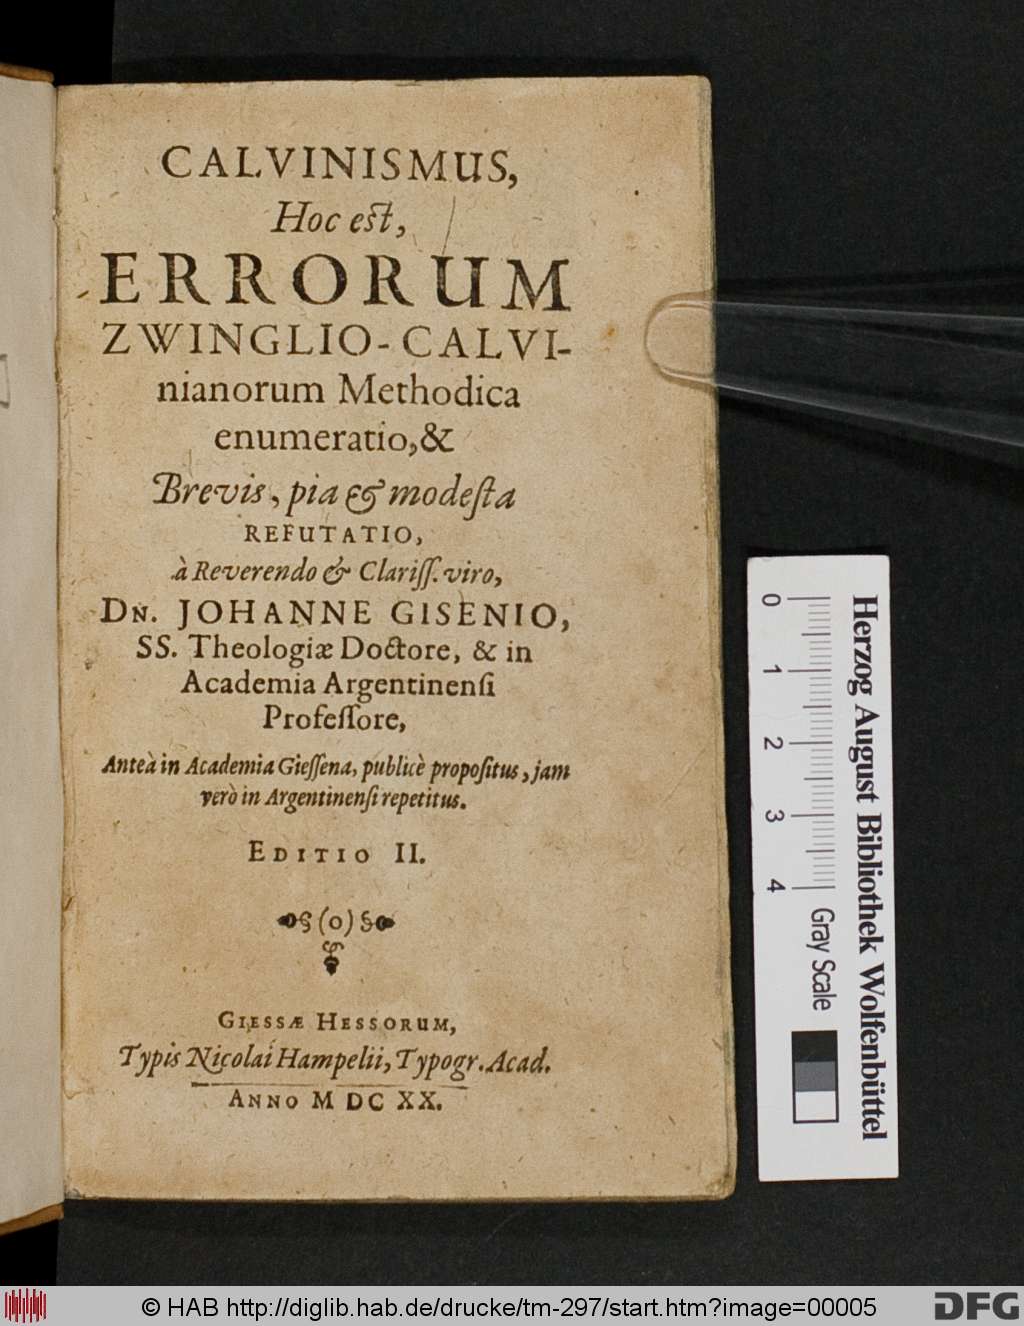 CALVINISMUS,
Hoc est,
ERRORUM
ZWINGLIO-CALVI-
nianorum Methodica
enumeratio, &
Brevis, pia & modeſta
REFUTATIO,
à Reverendo & Clariſſ. viro,
DN. JOHANNE GISENIO,
SS. Theologiæ Doctore, & in
Academia Argentinenſi
Profeſſore,
Anteà in Academia Gieſſena, publicè propoſitus, jam
verò in Argentinenſi repetitus.
EDITIO II.
(o)
GIESSÆ HESSORUM,
Typis Nicolai Hampelii, Typogr. Acad.
ANNO M DC XX.
Herzog August Bibliothek Wolfenbüttel
0 1 2 3 4 Gray Scale
© HAB http://diglib.hab.de/drucke/tm-297/start.htm?image=00005
DFG